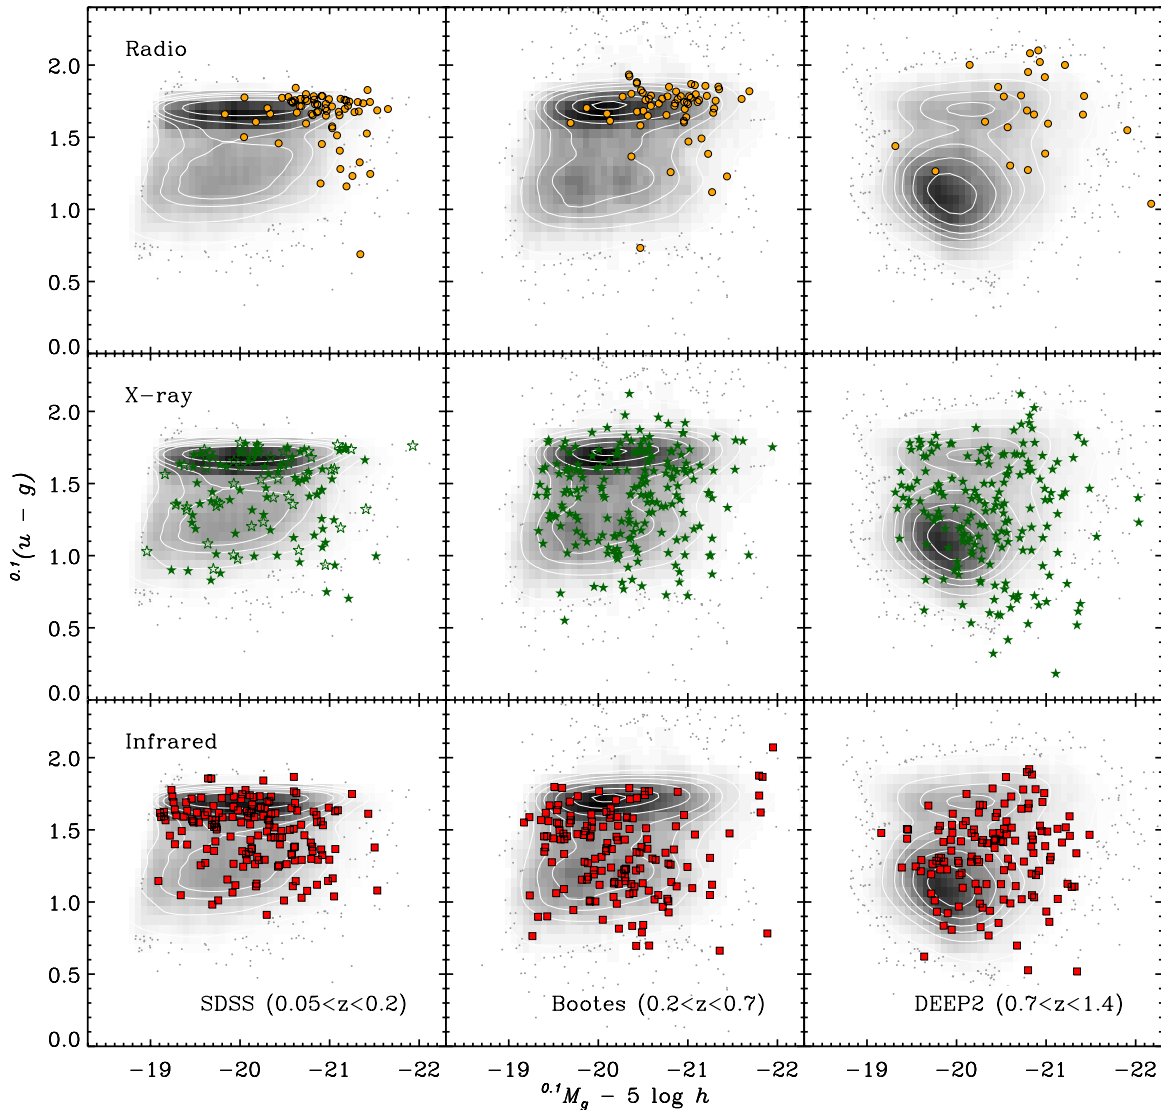 Radio
2.0
1.5
1.0
0.5
0.0
X-ray
2.0
1.5
1.0
0.5
0.0
0.1(u − g)
Infrared
2.0
1.5
1.0
0.5
0.0
SDSS (0.05<z<0.2)
Bootes (0.2<z<0.7)
DEEP2 (0.7<z<1.4)
−19 −20 −21 −22 −19 −20 −21 −22 −19 −20 −21 −22
0.1Mg − 5 log h